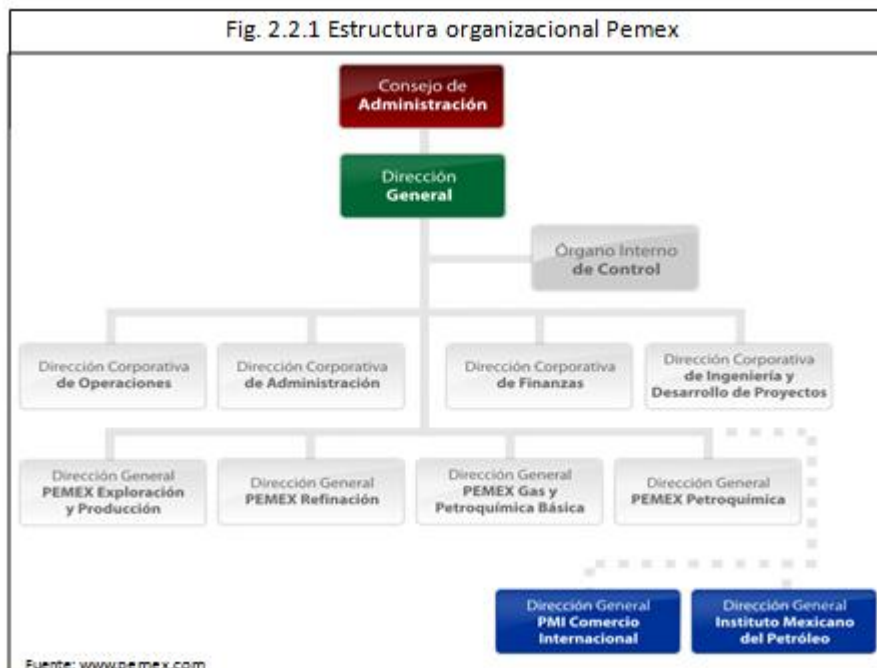 Fig. 2.2.1 Estructura organizacional Pemex
Consejo de
Administración
Dirección
General
Órgano Interno
de Control
Dirección Corporativa
de Operaciones
Dirección Corporativa
de Administración
Dirección Corporativa
de Finanzas
Dirección Corporativa
de Ingeniería y
Desarrollo de Proyectos
Dirección General
PEMEX Exploración
y Producción
Dirección General
PEMEX Refinación
Dirección General
PEMEX Gas y
Petroquímica Básica
Dirección General
PEMEX Petroquímica
Dirección General
PMI Comercio
Internacional
Dirección General
Instituto Mexicano
del Petróleo
Fuente: www.pemex.com